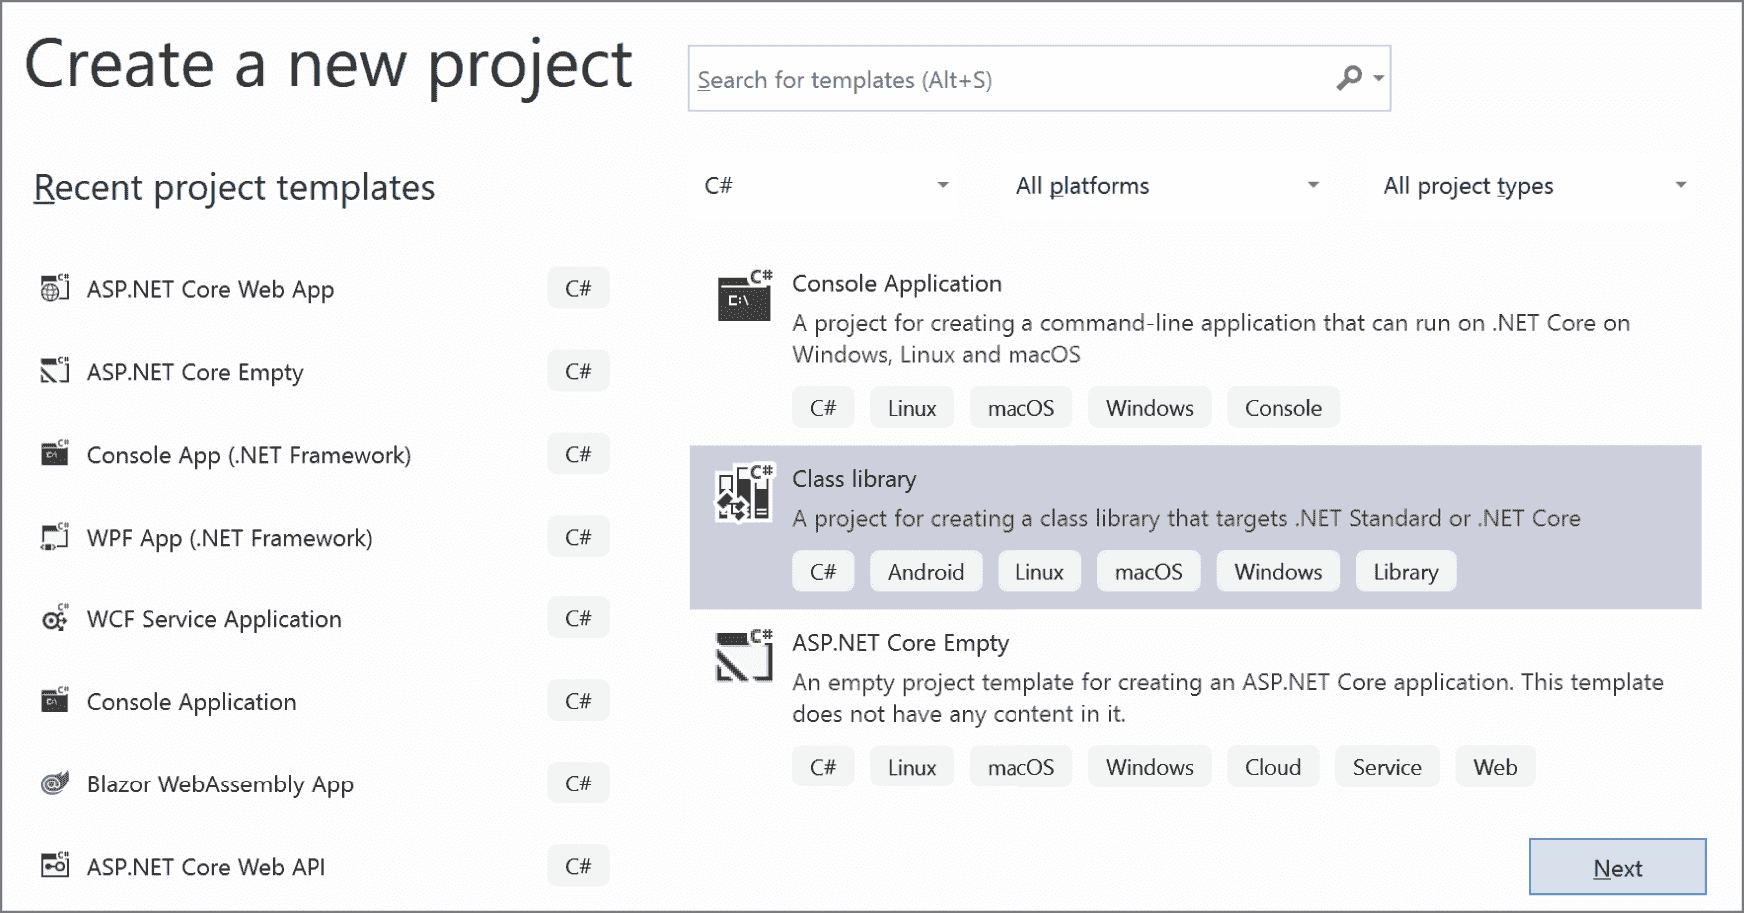 Create a new project
Search for templates (Alt+S)
Recent project templates
C#
All platforms
All project types
ASP.NET Core Web App
C#
ASP.NET Core Empty
C#
Console App (.NET Framework)
C#
WPF App (.NET Framework)
C#
WCF Service Application
C#
Console Application
C#
Blazor WebAssembly App
C#
ASP.NET Core Web API
C#
Console Application
A project for creating a command-line application that can run on .NET Core on
Windows, Linux and macOS
C# Linux macOS Windows Console
Class library
A project for creating a class library that targets .NET Standard or .NET Core
C# Android Linux macOS Windows Library
ASP.NET Core Empty
An empty project template for creating an ASP.NET Core application. This template
does not have any content in it.
C# Linux macOS Windows Cloud Service Web
Next